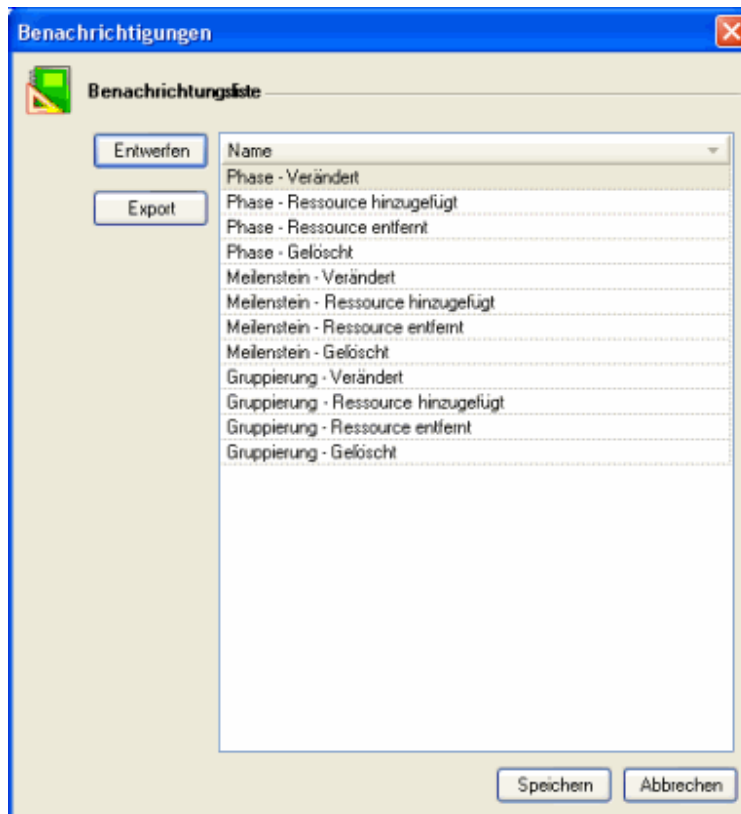 Benachrichtigungen
Benachrichtungsliste
Entwerfen
Export
Name
Phase - Verändert
Phase - Ressource hinzugefügt
Phase - Ressource entfernt
Phase - Gelöscht
Meilenstein - Verändert
Meilenstein - Ressource hinzugefügt
Meilenstein - Ressource entfernt
Meilenstein - Gelöscht
Gruppierung - Verändert
Gruppierung - Ressource hinzugefügt
Gruppierung - Ressource entfernt
Gruppierung - Gelöscht
Speichern Abbrechen